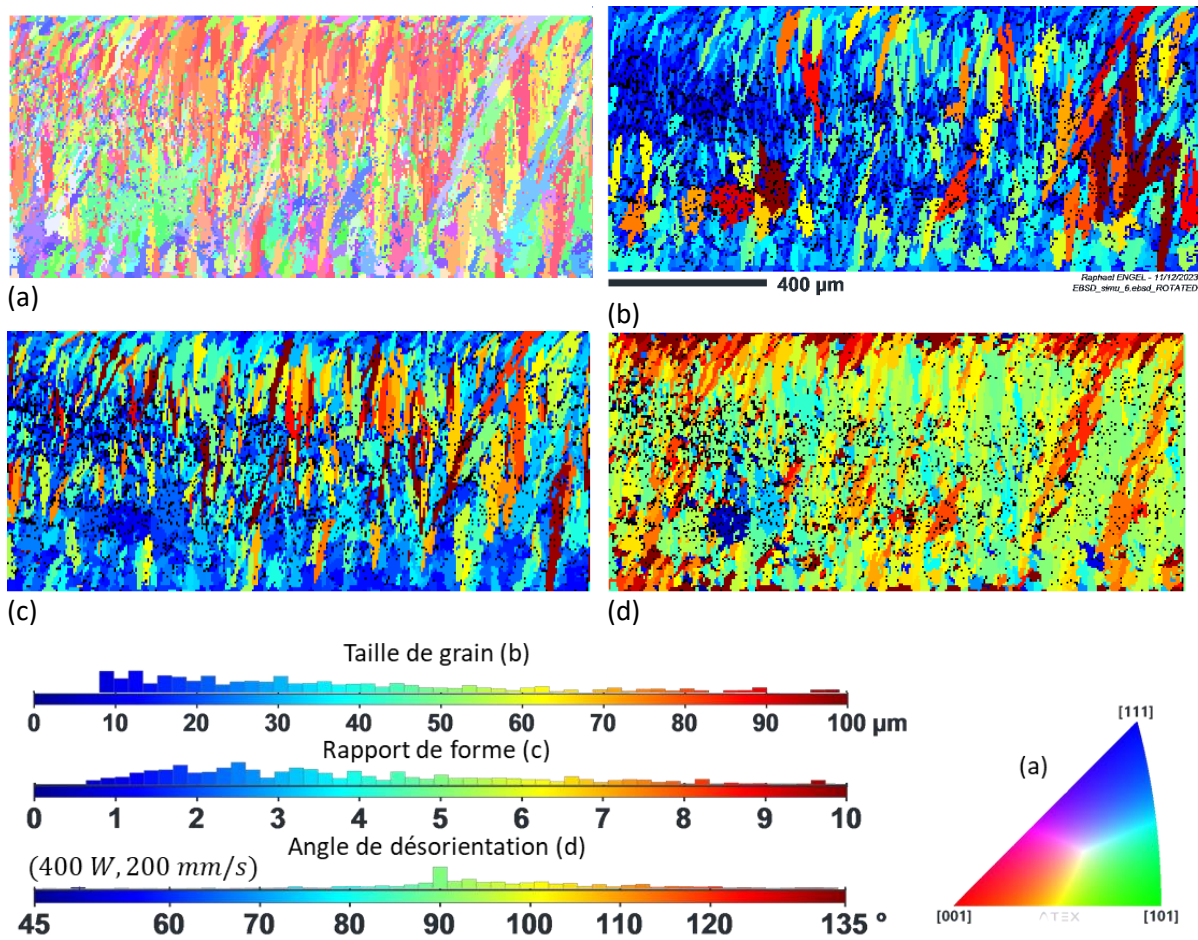 (a)
400 µm
Raphael ENGEL - 11/12/2023
EBSD_simu_6.ebsd_ROTATED
(b)
(c)
(d)
Taille de grain (b)
0 10 20 30 40 50 60 70 80 90 100 µm
Rapport de forme (c)
0 1 2 3 4 5 6 7 8 9 10
Angle de désorientation (d)
(400 W, 200 mm/s)
45 60 70 80 90 100 110 120 135 °
[111]
(a)
[001]
ATEX
[101]